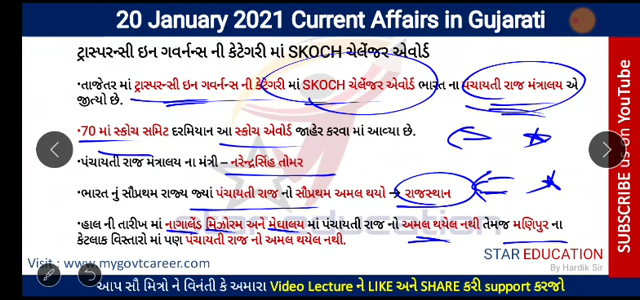 20 January 2021 Current Affairs in Gujarati
ટ્રાસ્પરન્સી ઇન ગવર્નન્સ ની કેટેગરી માં SKOCH ચેલેંજર એવોર્ડ
•તાજેતર માં ટ્રાસ્પરન્સી ઇન ગવર્નન્સ ની કેટેગરી માં SKOCH ચેલેંજર એવોર્ડ ભારત ના પંચાયતી રાજ મંત્રાલય એ
જીત્યો છે.
•70 માં સ્કોચ સમિટ દરમિયાન આ સ્કોચ એવોર્ડ જાહેર કરવા માં આવ્યા છે.
•પંચાયતી રાજ મંત્રાલય ના મંત્રી – નરેન્દ્રસિંહ તોમર
•ભારત નું સૌપ્રથમ રાજ્ય જ્યાં પંચાયતી રાજ નો સૌપ્રથમ અમલ થયો → રાજસ્થાન
•હાલ ની તારીખ માં નાગાલેંડ મિઝોરમ અને મેઘાલય માં પંચાયતી રાજ નો અમલ થયેલ નથી તેમજ મણિપુર ના
કેટલાક વિસ્તારો માં પણ પંચાયતી રાજ નો અમલ થયેલ નથી.
STAR EDUCATION
By Hardik Sir
Visit : www.mygovtcareer.com
આપ સૌ મિત્રો ને વિનંતી કે અમારા Video Lecture ને LIKE અને SHARE કરી support કરજો
SUBSCRIBE us on YouTube